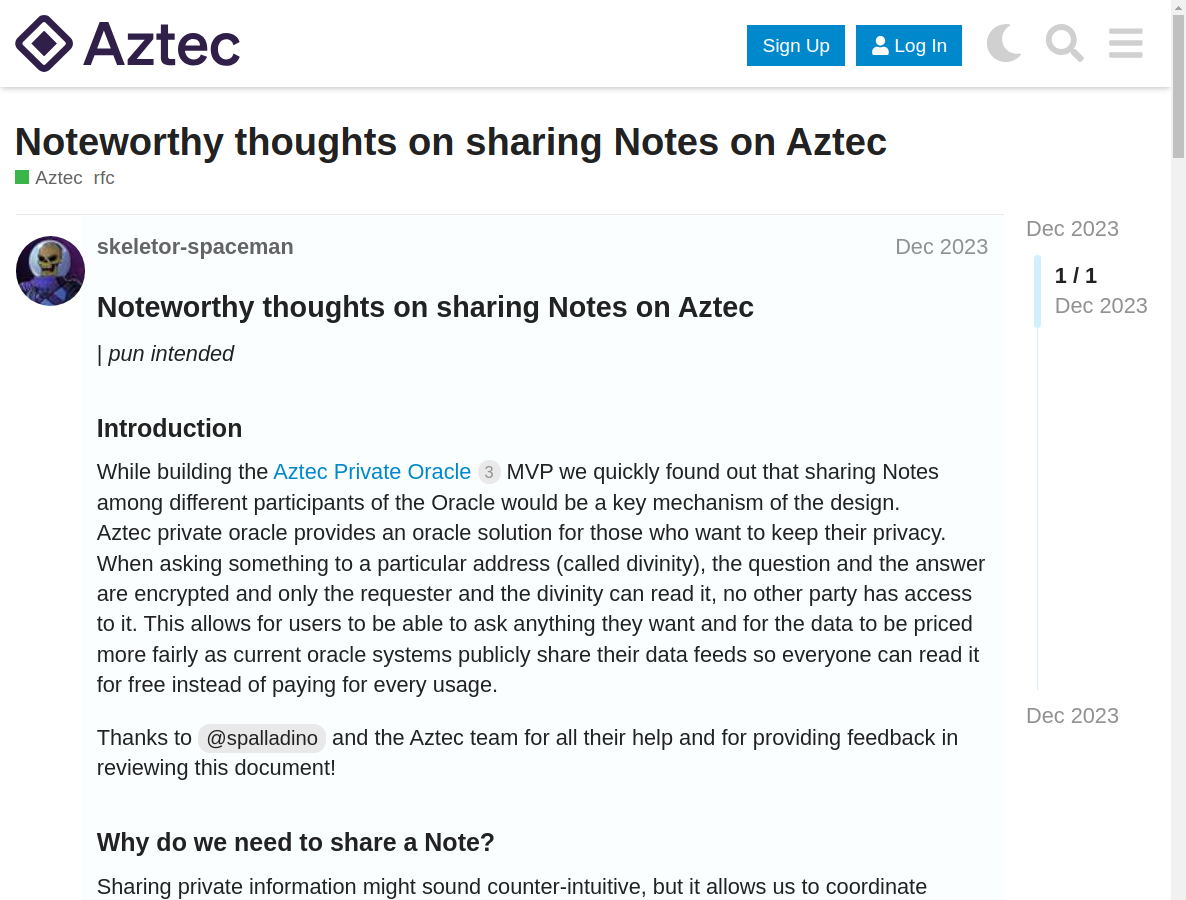 Aztec
Sign Up
Log In
Noteworthy thoughts on sharing Notes on Aztec
Aztec rfc
skeletor-spaceman
Dec 2023
Noteworthy thoughts on sharing Notes on Aztec
| pun intended
Introduction
While building the Aztec Private Oracle 3 MVP we quickly found out that sharing Notes
among different participants of the Oracle would be a key mechanism of the design.
Aztec private oracle provides an oracle solution for those who want to keep their privacy.
When asking something to a particular address (called divinity), the question and the answer
are encrypted and only the requester and the divinity can read it, no other party has access
to it. This allows for users to be able to ask anything they want and for the data to be priced
more fairly as current oracle systems publicly share their data feeds so everyone can read it
for free instead of paying for every usage.
Thanks to @spalladino and the Aztec team for all their help and for providing feedback in
reviewing this document!
Why do we need to share a Note?
Sharing private information might sound counter-intuitive, but it allows us to coordinate
Dec 2023
1 / 1
Dec 2023
Dec 2023